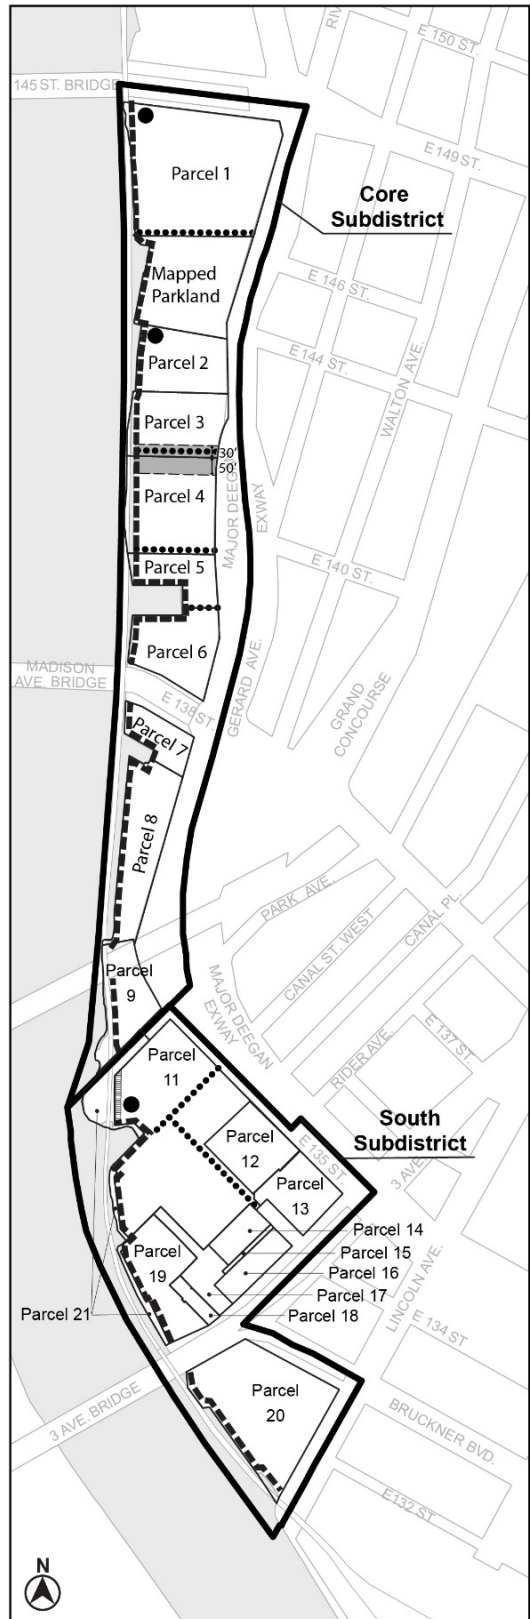 RIV
E 150 ST.
145 ST. BRIDGE
E 149 ST.
Parcel 1
Core
Subdistrict
Mapped
Parkland
E 146 ST.
E 144 ST.
WALTON AVE.
Parcel 2
Parcel 3
30'
50'
Parcel 4
MAJOR DEEGAN
EXWAY
E 140 ST.
Parcel 5
Parcel 6
MADISON
AVE. BRIDGE
E 138 ST.
GERARD AVE.
GRAND
CONCOURSE
Parcel 7
Parcel 8
PARK AVE.
CANAL ST. WEST
CANAL PL.
Parcel
9
MAJOR DEEGAN
EXWAY
RIDER AVE.
E 137 ST.
Parcel
11
South
Subdistrict
Parcel
12
E 135 ST.
3 AVE.
Parcel
13
Parcel 14
Parcel 15
Parcel 16
Parcel 17
Parcel 18
Parcel
19
Parcel 21
LINCOLN AVE.
E 134 ST
3 AVE. BRIDGE
Parcel
20
BRUCKNER BVD.
E 132 ST.
N